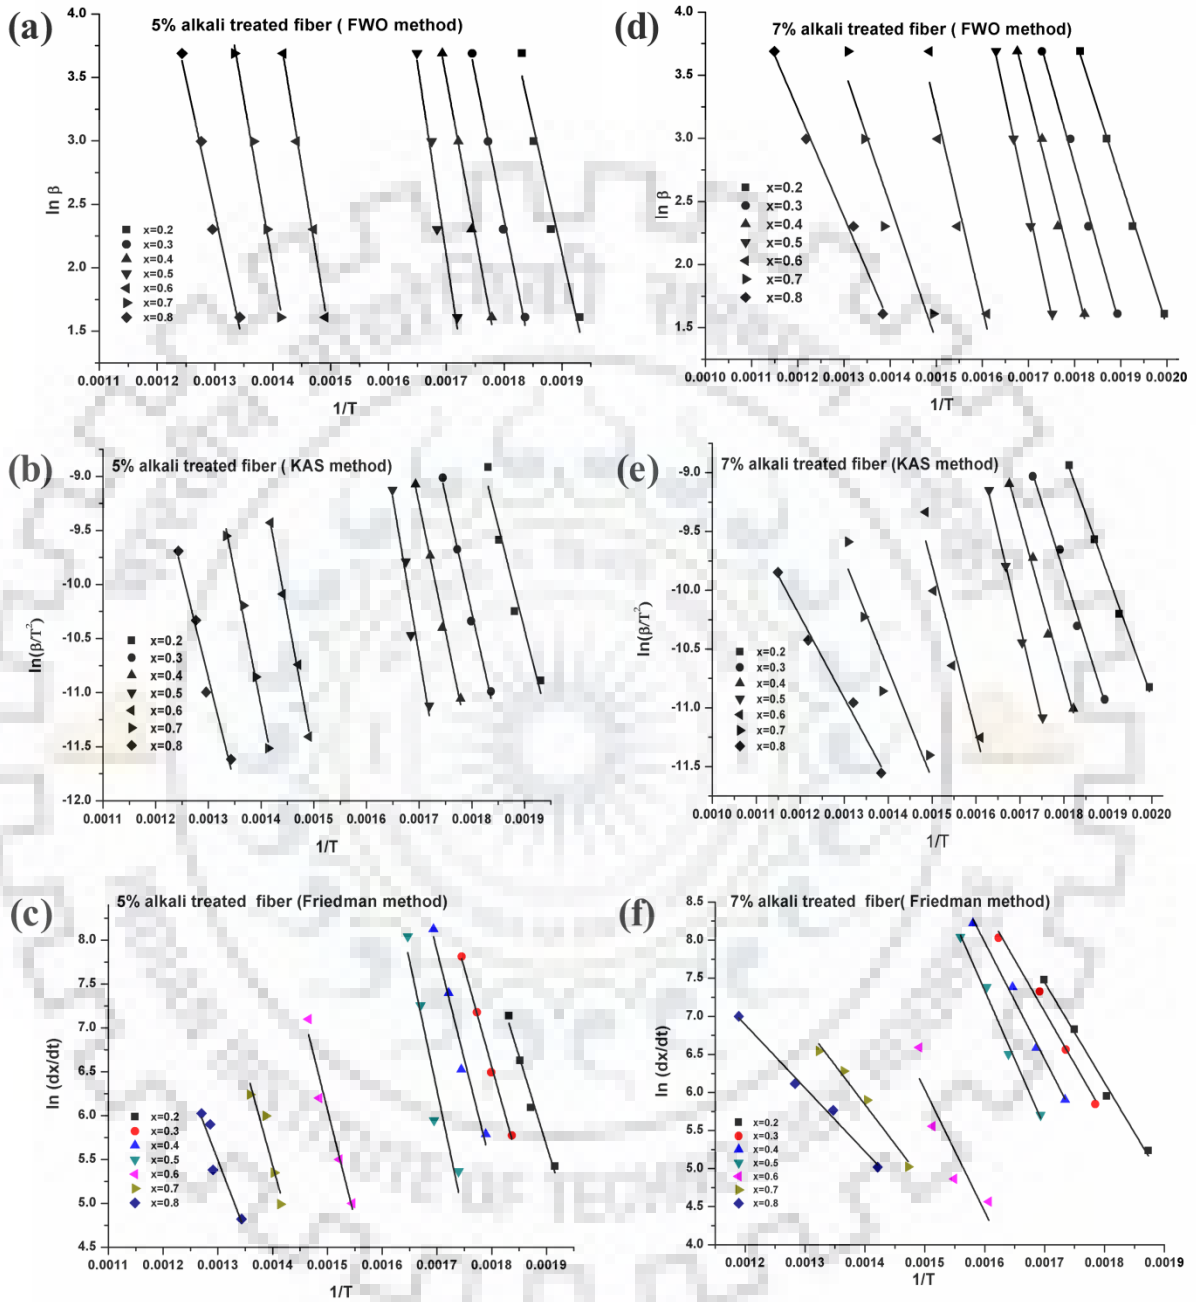 (a)
5% alkali treated fiber ( FWO method)
4.0
3.5
3.0
2.5
2.0
1.5
ln β
x=0.2
x=0.3
x=0.4
x=0.5
x=0.6
x=0.7
x=0.8
0.0011 0.0012 0.0013 0.0014 0.0015 0.0016 0.0017 0.0018 0.0019
1/T
(d)
7% alkali treated fiber ( FWO method)
4.0
3.5
3.0
2.5
2.0
1.5
ln β
x=0.2
x=0.3
x=0.4
x=0.5
x=0.6
x=0.7
x=0.8
0.0010 0.0011 0.0012 0.0013 0.0014 0.0015 0.0016 0.0017 0.0018 0.0019 0.0020
1/T
(b)
5% alkali treated fiber ( KAS method)
-9.0
-9.5
-10.0
-10.5
-11.0
-11.5
-12.0
ln(β/T²)
x=0.2
x=0.3
x=0.4
x=0.5
x=0.6
x=0.7
x=0.8
0.0011 0.0012 0.0013 0.0014 0.0015 0.0016 0.0017 0.0018 0.0019
1/T
(e)
7% alkali treated fiber (KAS method)
-9.0
-9.5
-10.0
-10.5
-11.0
-11.5
ln(β/T²)
x=0.2
x=0.3
x=0.4
x=0.5
x=0.6
x=0.7
x=0.8
0.0010 0.0011 0.0012 0.0013 0.0014 0.0015 0.0016 0.0017 0.0018 0.0019 0.0020
1/T
(c)
5% alkali treated fiber (Friedman method)
8.0
7.5
7.0
6.5
6.0
5.5
5.0
4.5
ln (dx/dt)
x=0.2
x=0.3
x=0.4
x=0.5
x=0.6
x=0.7
x=0.8
0.0011 0.0012 0.0013 0.0014 0.0015 0.0016 0.0017 0.0018 0.0019
1/T
(f)
7% alkali treated fiber( Friedman method)
8.5
8.0
7.5
7.0
6.5
6.0
5.5
5.0
4.5
4.0
ln (dx/dt)
x=0.2
x=0.3
x=0.4
x=0.5
x=0.6
x=0.7
x=0.8
0.0012 0.0013 0.0014 0.0015 0.0016 0.0017 0.0018 0.0019
1/T